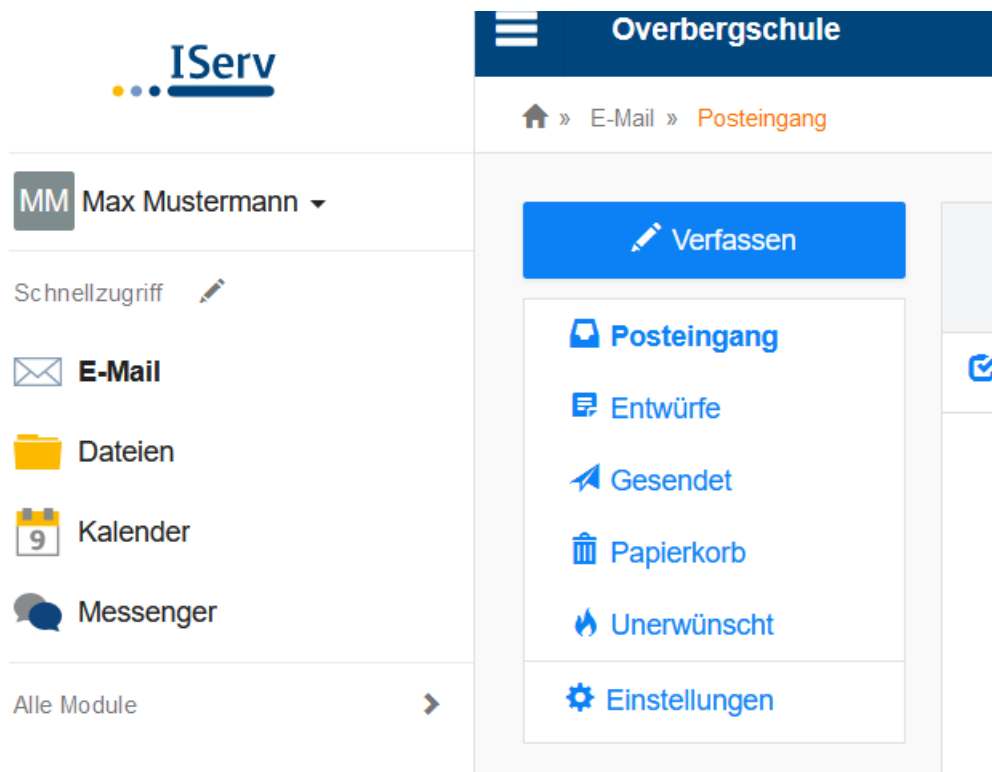 IServ
MM Max Mustermann
Schnellzugriff
E-Mail
Dateien
9 Kalender
Messenger
Alle Module
Overbergschule
» E-Mail » Posteingang
Verfassen
Posteingang
Entwürfe
Gesendet
Papierkorb
Unerwünscht
Einstellungen